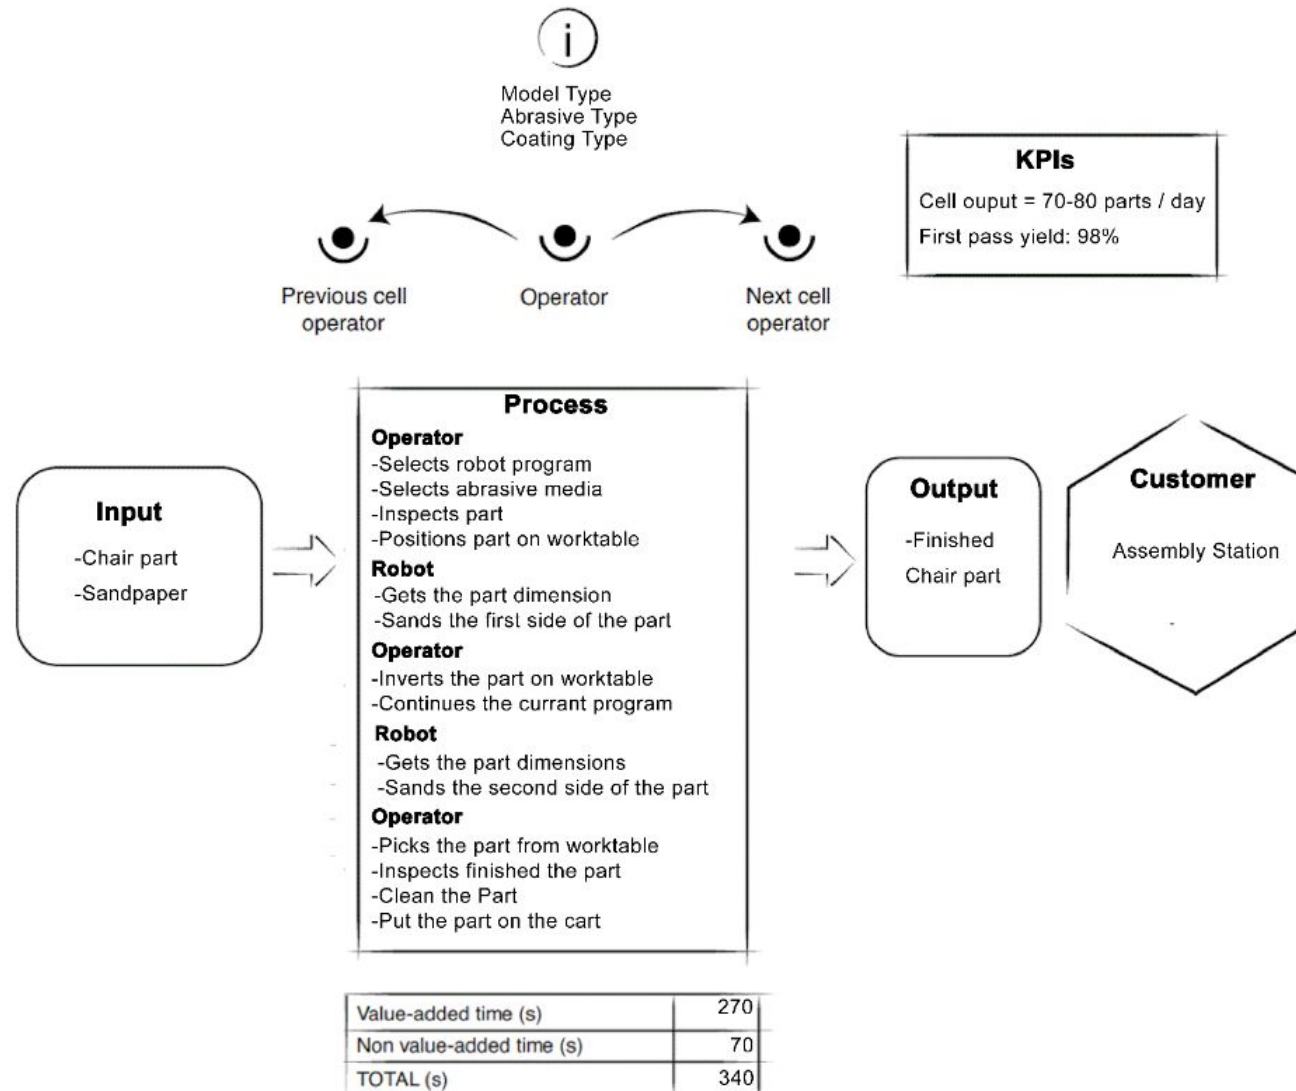 i
Model Type
Abrasive Type
Coating Type
KPIs
Cell ouput = 70-80 parts / day
First pass yield: 98%
Previous cell
operator
Operator
Next cell
operator
Input
-Chair part
-Sandpaper
Process
Operator
-Selects robot program
-Selects abrasive media
-Inspects part
-Positions part on worktable
Robot
-Gets the part dimension
-Sands the first side of the part
Operator
-Inverts the part on worktable
-Continues the currant program
Robot
-Gets the part dimensions
-Sands the second side of the part
Operator
-Picks the part from worktable
-Inspects finished the part
-Clean the Part
-Put the part on the cart
Output
-Finished
Chair part
Customer
Assembly Station
Value-added time (s) 270
Non value-added time (s) 70
TOTAL (s) 340